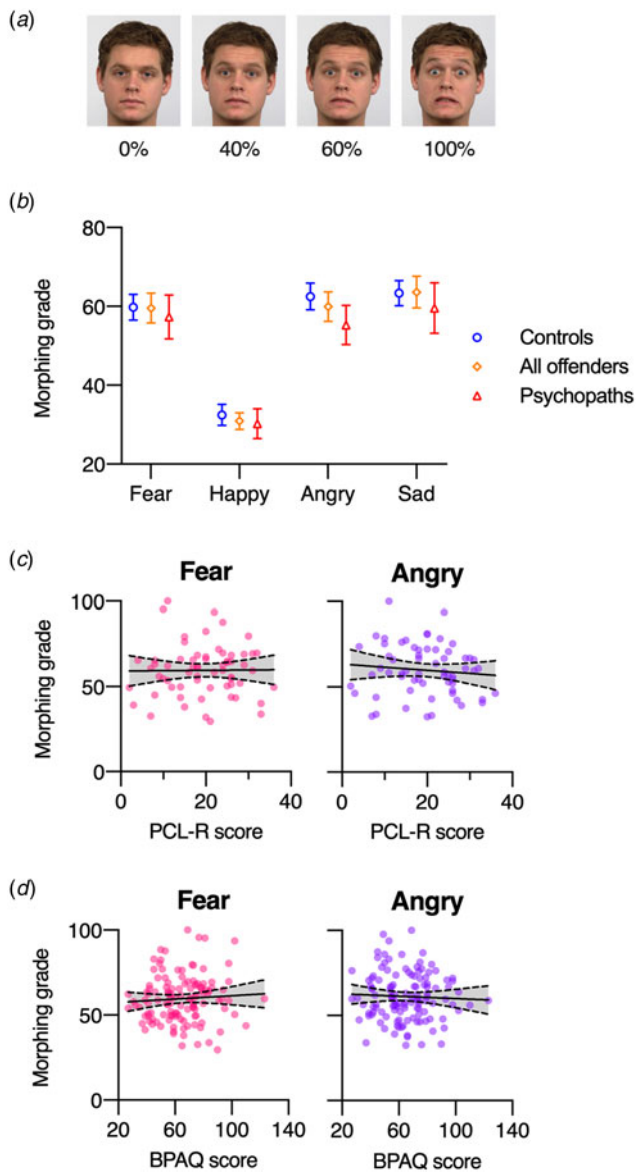 (a)
0% 40% 60% 100%
(b)
80
60
40
20
Morphing grade
Fear Happy Angry Sad
Controls
All offenders
Psychopaths
(c)
Fear Angry
100
50
0
Morphing grade
0 20 40 0 20 40
PCL-R score PCL-R score
(d)
Fear Angry
100
50
0
Morphing grade
20 60 100 140 20 60 100 140
BPAQ score BPAQ score